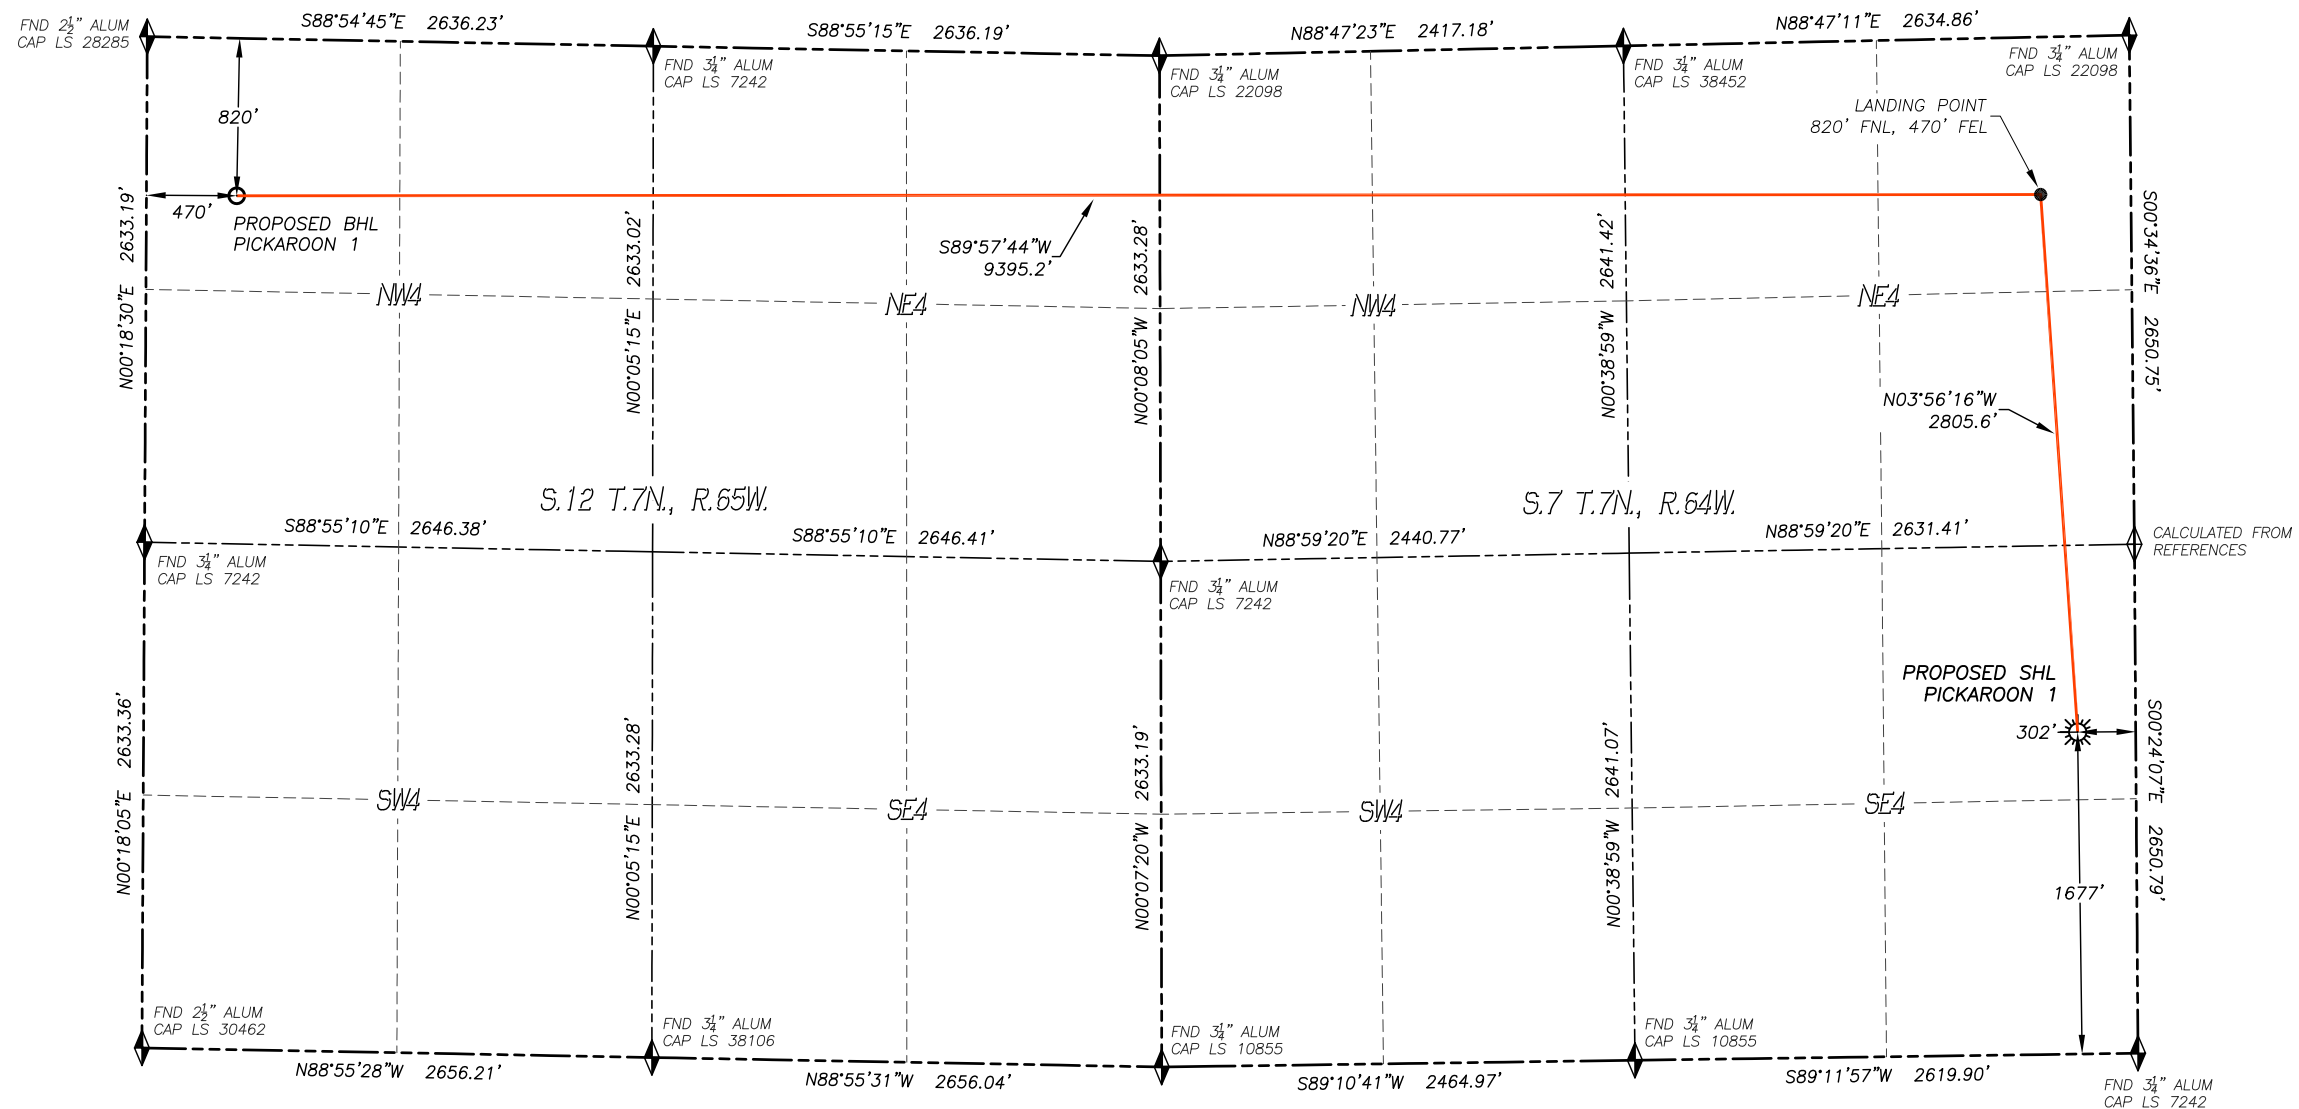 FND 2½" ALUM
CAP LS 28285
S88°54'45"E 2636.23'
S88°55'15"E 2636.19'
N88°47'23"E 2417.18'
N88°47'11"E 2634.86'
FND 3¼" ALUM
CAP LS 7242
FND 3¼" ALUM
CAP LS 22098
FND 3¼" ALUM
CAP LS 38452
FND 3¼" ALUM
CAP LS 22098
820'
LANDING POINT
820' FNL, 470' FEL
470'
PROPOSED BHL
PICKAROON 1
S89°57'44"W
9395.2'
N00°18'30"E 2633.19'
N00°05'15"E 2633.02'
N00°08'05"W 2633.28'
N00°38'59"W 2641.42'
S00°34'36"E 2650.75'
NW4
NE4
NW4
NE4
N03°56'16"W
2805.6'
S.12 T.7N., R.65W.
S.7 T.7N., R.64W.
S88°55'10"E 2646.38'
S88°55'10"E 2646.41'
N88°59'20"E 2440.77'
N88°59'20"E 2631.41'
CALCULATED FROM
REFERENCES
FND 3¼" ALUM
CAP LS 7242
FND 3¼" ALUM
CAP LS 7242
PROPOSED SHL
PICKAROON 1
302'
N00°18'05"E 2633.36'
N00°05'15"E 2633.28'
N00°07'20"W 2633.19'
N00°38'59"W 2641.07'
S00°24'07"E 2650.79'
SW4
SE4
SW4
SE4
1677'
FND 2½" ALUM
CAP LS 30462
FND 3¼" ALUM
CAP LS 38106
FND 3¼" ALUM
CAP LS 10855
FND 3¼" ALUM
CAP LS 10855
N88°55'28"W 2656.21'
N88°55'31"W 2656.04'
S89°10'41"W 2464.97'
S89°11'57"W 2619.90'
FND 3¼" ALUM
CAP LS 7242